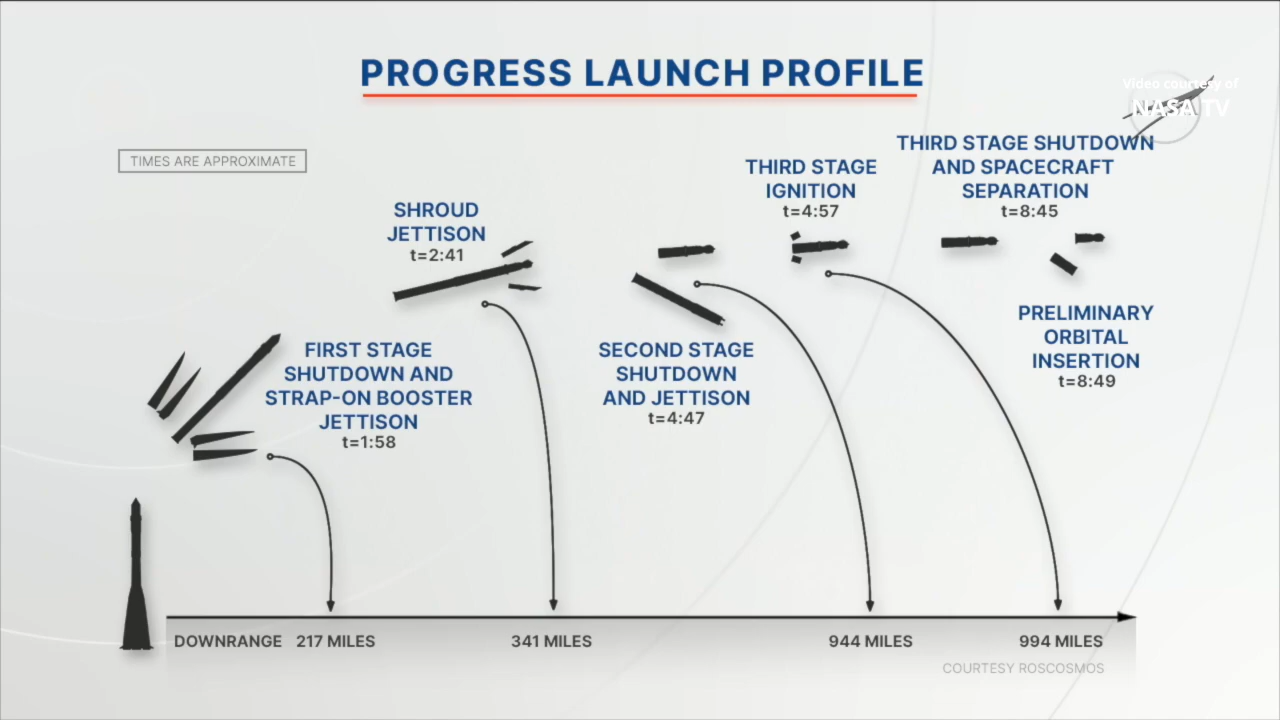 PROGRESS LAUNCH PROFILE
Video courtesy of
NASA TV
TIMES ARE APPROXIMATE
FIRST STAGE
SHUTDOWN AND
STRAP-ON BOOSTER
JETTISON
t=1:58
SHROUD
JETTISON
t=2:41
SECOND STAGE
SHUTDOWN
AND JETTISON
t=4:47
THIRD STAGE
IGNITION
t=4:57
THIRD STAGE SHUTDOWN
AND SPACECRAFT
SEPARATION
t=8:45
PRELIMINARY
ORBITAL
INSERTION
t=8:49
DOWNRANGE 217 MILES 341 MILES 944 MILES 994 MILES
COURTESY ROSCOSMOS